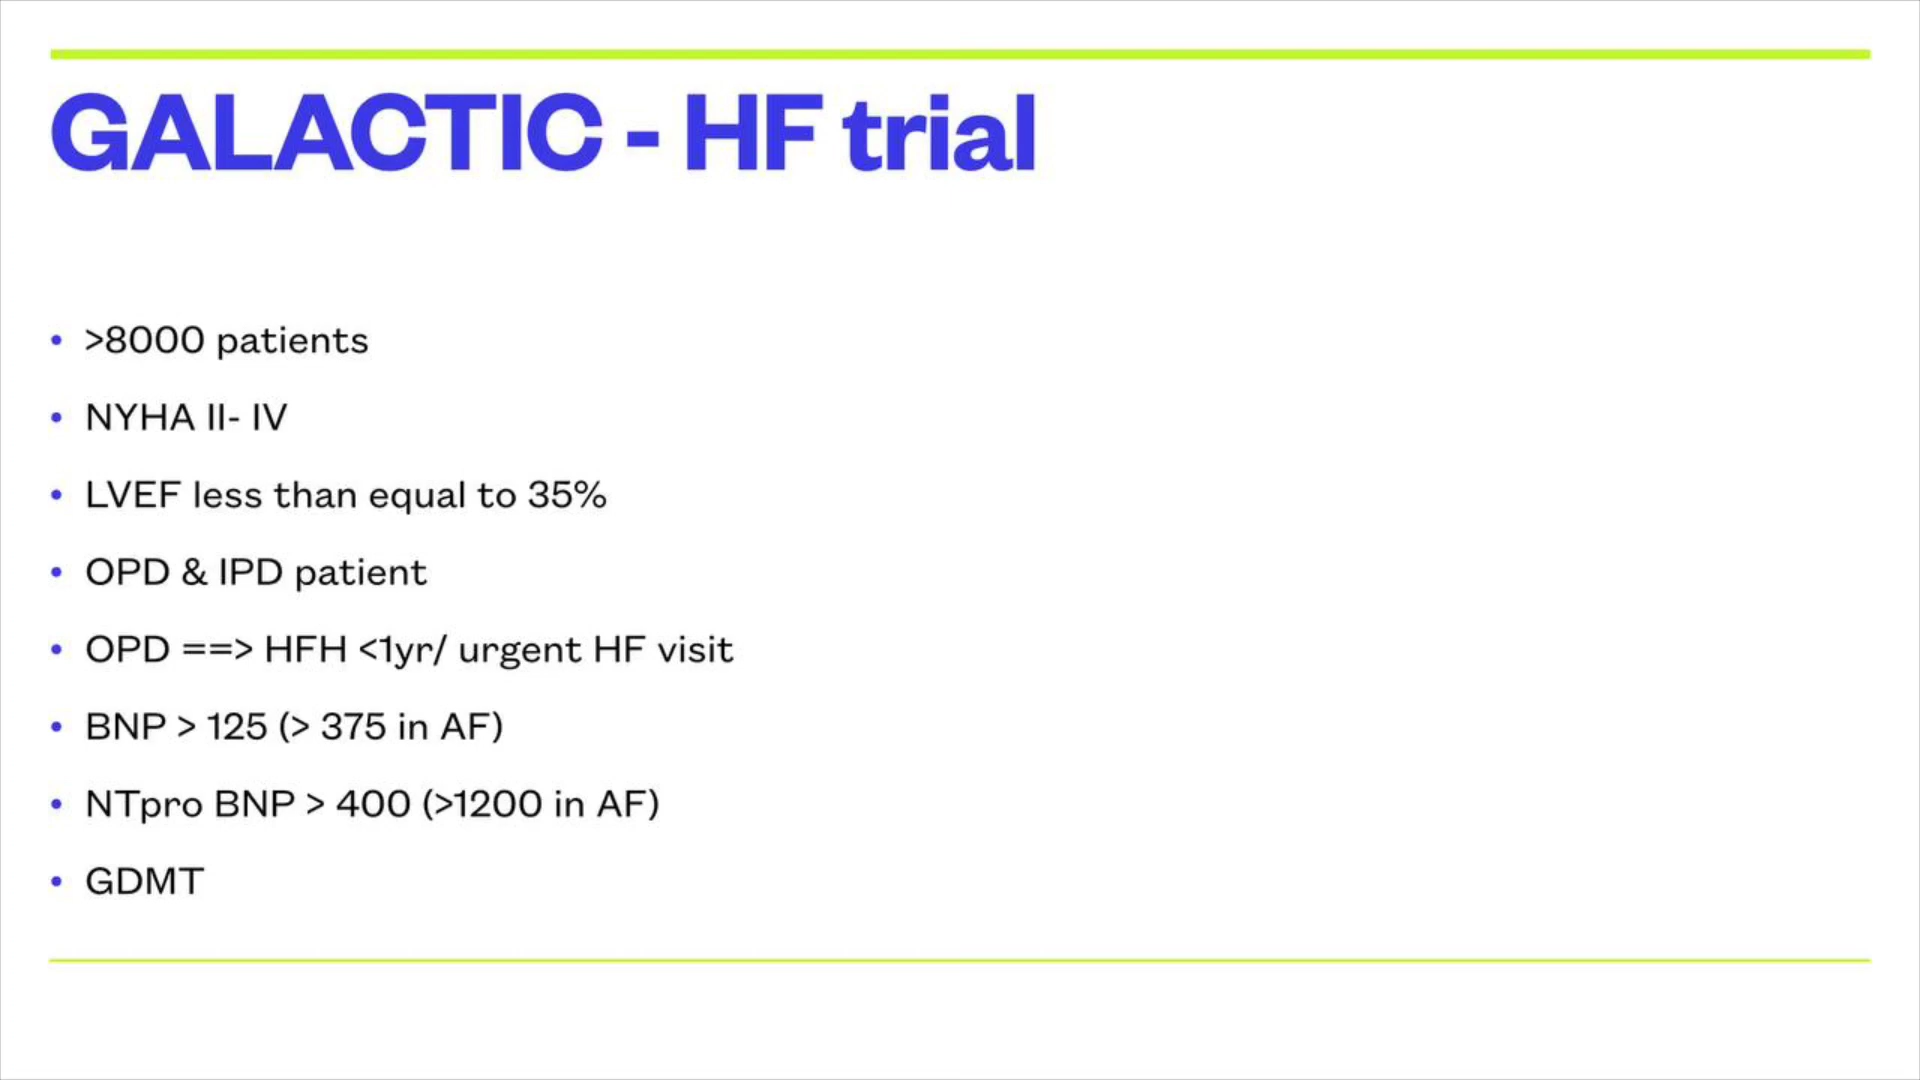 GALACTIC - HF trial
• >8000 patients
• NYHA II- IV
• LVEF less than equal to 35%
• OPD & IPD patient
• OPD ==> HFH <1yr/ urgent HF visit
• BNP > 125 (> 375 in AF)
• NTpro BNP > 400 (>1200 in AF)
• GDMT